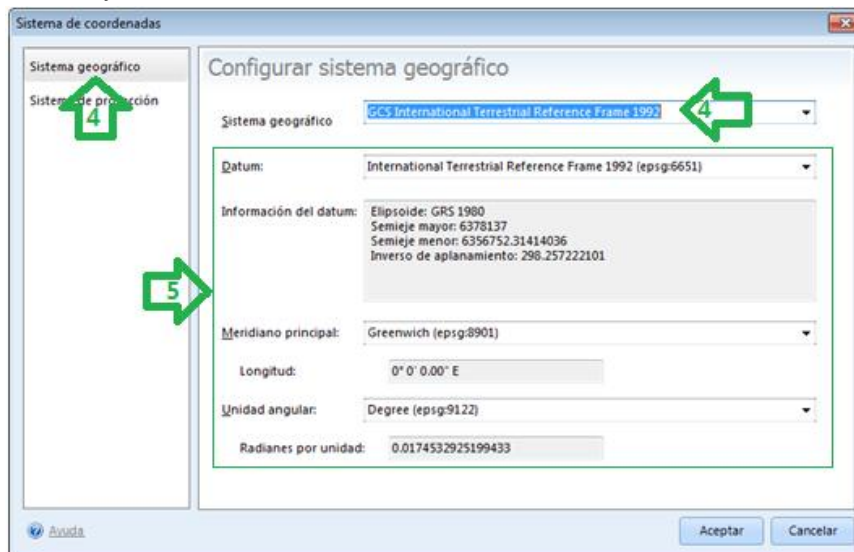 Sistema de coordenadas
Sistema geográfico
Configurar sistema geográfico
Sistema de proyección
4
Sistema geográfico
GCS International Terrestrial Reference Frame 1992
4
Datum:
International Terrestrial Reference Frame 1992 (epsg:6651)
Información del datum:
Elipsoide: GRS 1980
Semieje mayor: 6378137
Semieje menor: 6356752.31414036
Inverso de aplanamiento: 298.257222101
5
Meridiano principal:
Greenwich (epsg:8901)
Longitud:
0° 0' 0.00" E
Unidad angular:
Degree (epsg:9122)
Radianes por unidad:
0.0174532925199433
Ayuda
Aceptar
Cancelar